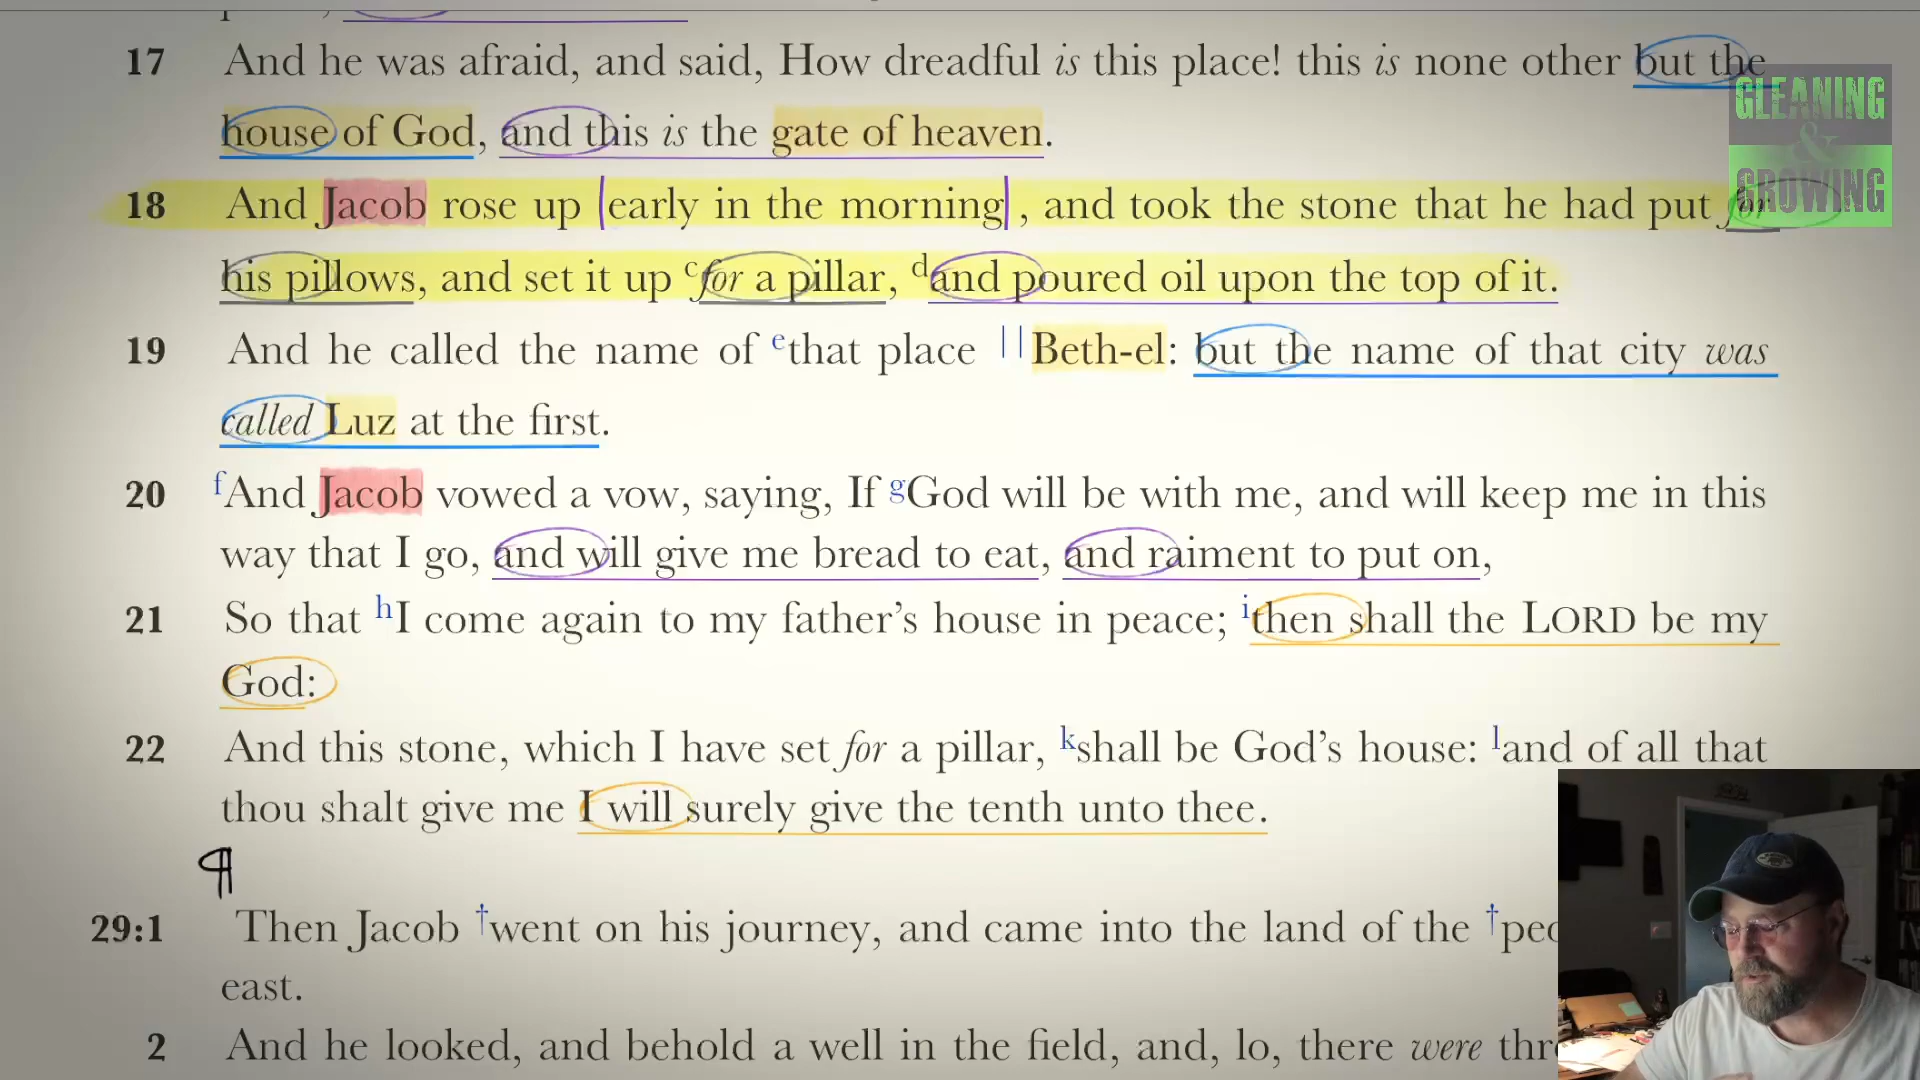 17 And he was afraid, and said, How dreadful is this place! this is none other but the
house of God, and this is the gate of heaven.
18 And Jacob rose up early in the morning, and took the stone that he had put for
his pillows, and set it up c for a pillar, d and poured oil upon the top of it.
19 And he called the name of e that place || Beth-el: but the name of that city was
called Luz at the first.
20 f And Jacob vowed a vow, saying, If g God will be with me, and will keep me in this
way that I go, and will give me bread to eat, and raiment to put on,
21 So that h I come again to my father’s house in peace; i then shall the LORD be my
God:
22 And this stone, which I have set for a pillar, k shall be God’s house: l and of all that
thou shalt give me I will surely give the tenth unto thee.
¶
29:1 Then Jacob † went on his journey, and came into the land of the †
east.
2 And he looked, and behold a well in the field, and, lo, there were
GLEANING
&
GROWING